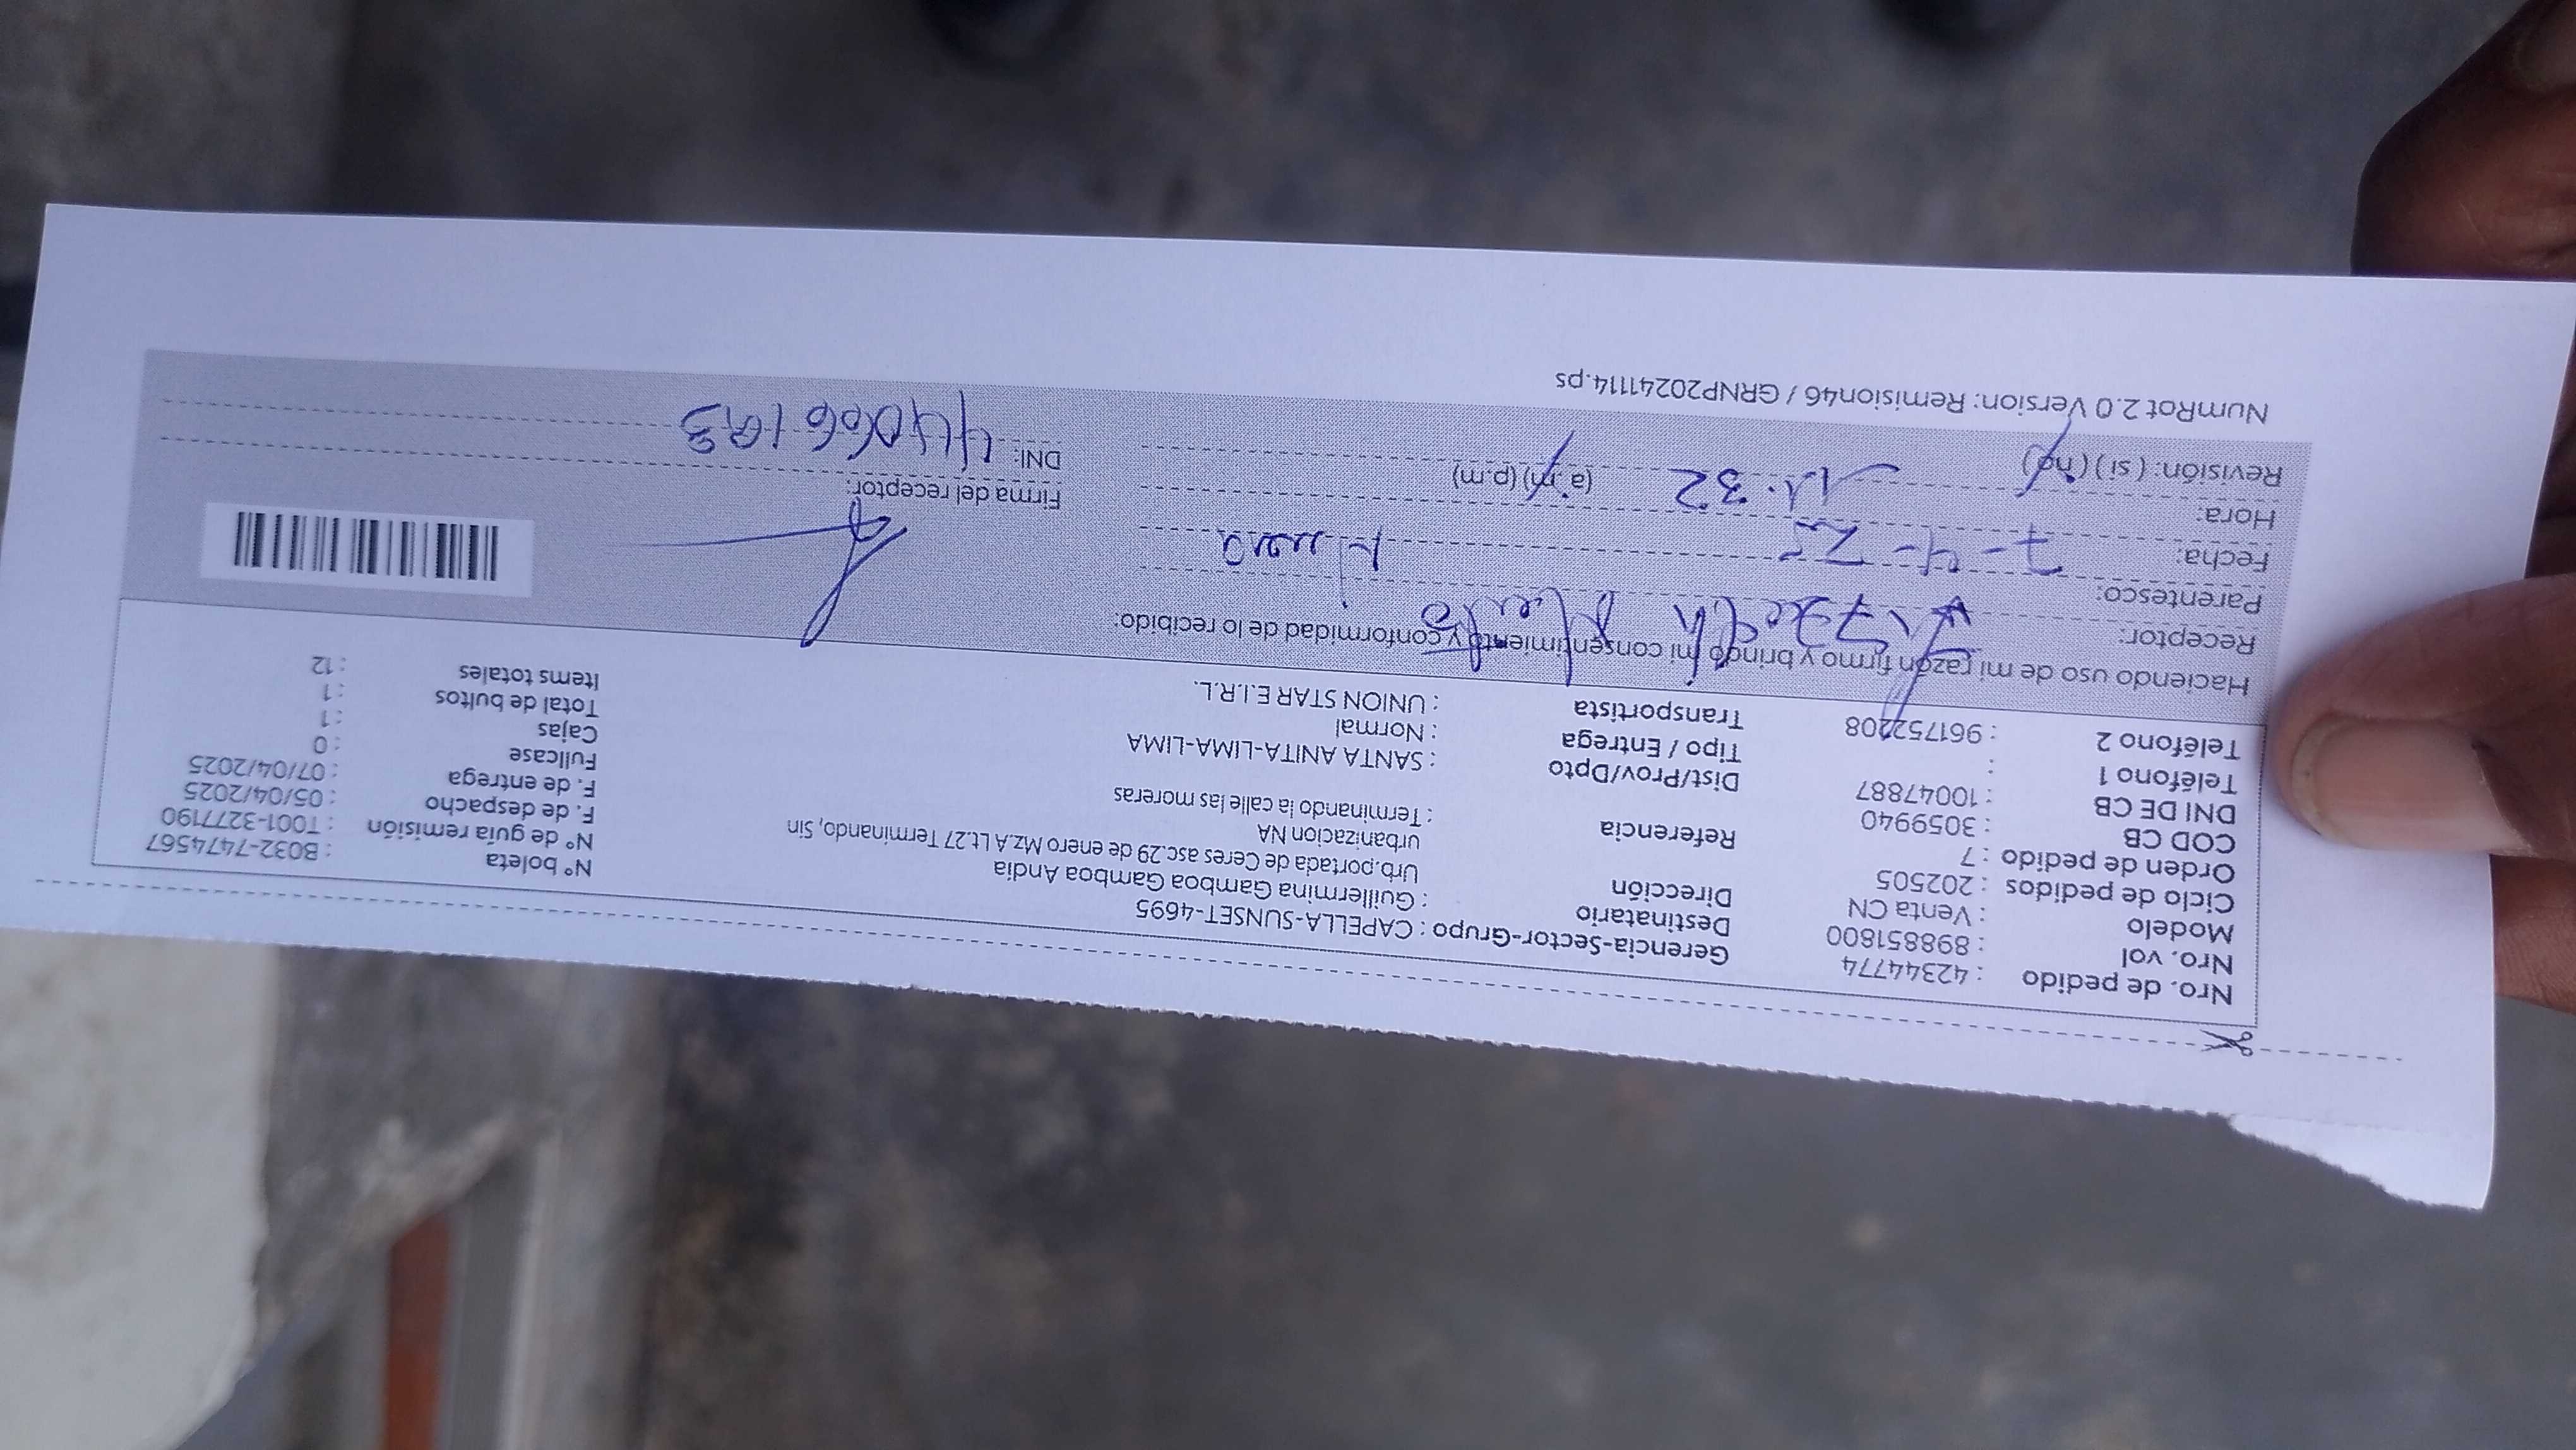 Nro. de pedido : 42344774 Gerencia-Sector-Grupo : CAPELLA-SUNSET-4695 N° boleta : B032-7474567
Nro. vol : 898851800 Destinatario : Guillermina Gamboa Gamboa Andia N° de guía remisión : T001-3277190
Modelo : Venta CN Dirección Urb.portada de Ceres asc.29 de enero Mz.A Lt.27 Terminando, Sin F. de despacho : 05/04/2025
Ciclo de pedidos : 202505 urbanizacion NA F. de entrega : 07/04/2025
Orden de pedido : 7 Referencia : Terminando la calle las moreras Fullcase : 0
COD CB : 3059940 Dist/Prov/Dpto : SANTA ANITA-LIMA-LIMA Cajas : 1
DNI DE CB : 10047887 Tipo / Entrega : Normal Total de bultos : 1
Teléfono 1 : Transportista : UNION STAR E.I.R.L. Items totales : 12
Teléfono 2 : 961752208
Haciendo uso de mi razón firmo y brindo mi consentimiento y conformidad de lo recibido:
Receptor:
Parentesco:
Fecha: 7-4-25
Hora: 11:32 (a.m) (p.m) Firma del receptor:
Revisión: (si) (no) DNI:
NumRot 2.0 Version: Remision46 / GRNP20241114.ps